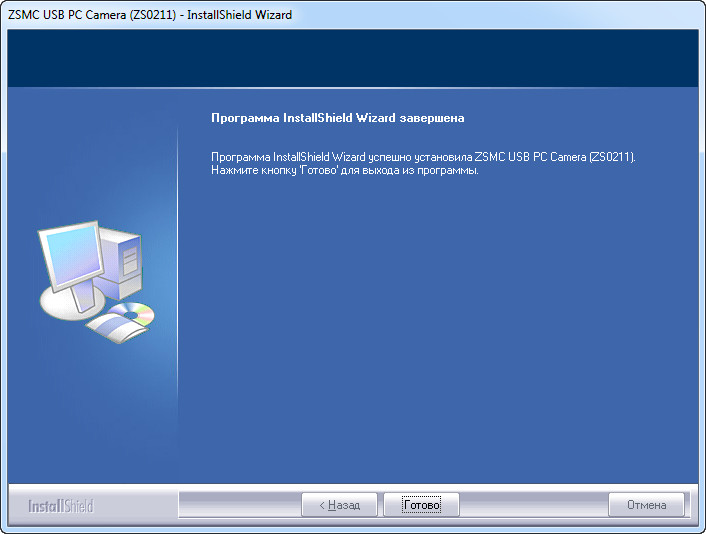 ZSMC USB PC Camera (ZS0211) - InstallShield Wizard
Программа InstallShield Wizard завершена
Программа InstallShield Wizard успешно установила ZSMC USB PC Camera (ZS0211).
Нажмите кнопку 'Готово' для выхода из программы.
InstallShield
< Назад
Готово
Отмена